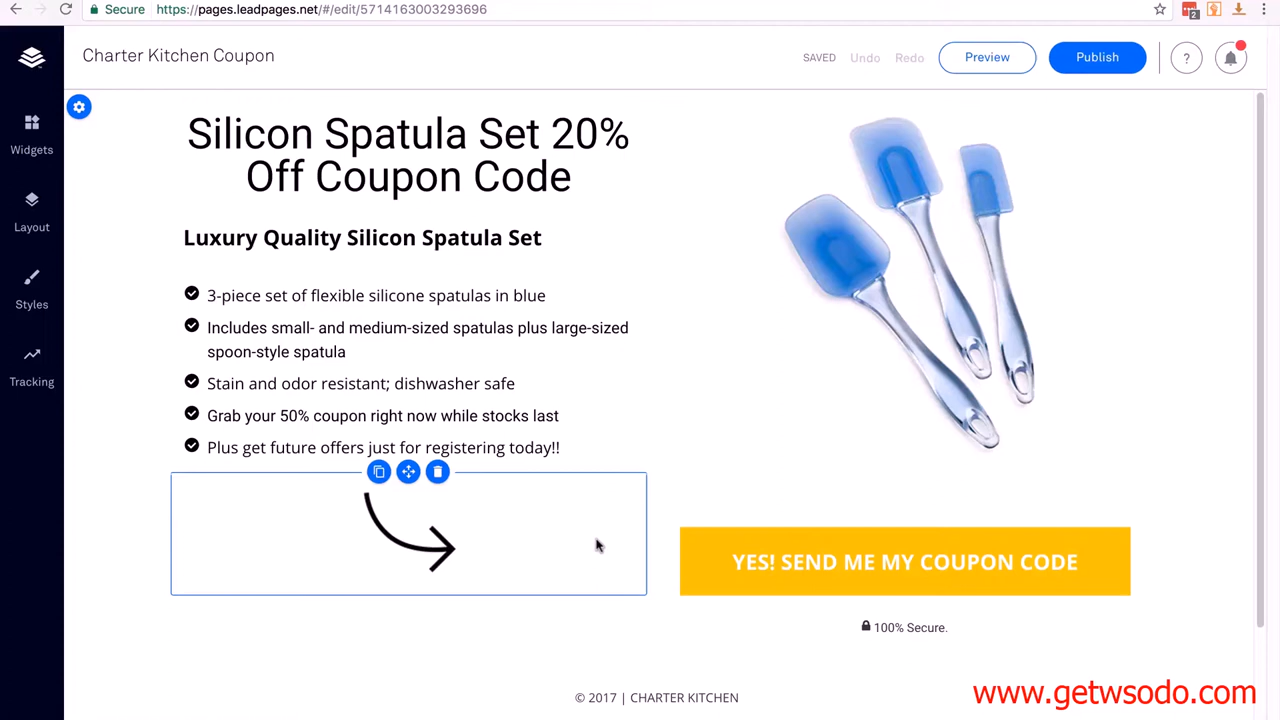 Secure https://pages.leadpages.net/#/edit/5714163003293696
2
Charter Kitchen Coupon
SAVED Undo Redo Preview Publish ?
Widgets
Layout
Styles
Tracking
Silicon Spatula Set 20%
Off Coupon Code
Luxury Quality Silicon Spatula Set
3-piece set of flexible silicone spatulas in blue
Includes small- and medium-sized spatulas plus large-sized
spoon-style spatula
Stain and odor resistant; dishwasher safe
Grab your 50% coupon right now while stocks last
Plus get future offers just for registering today!!
YES! SEND ME MY COUPON CODE
100% Secure.
© 2017 | CHARTER KITCHEN
www.getwsodo.com